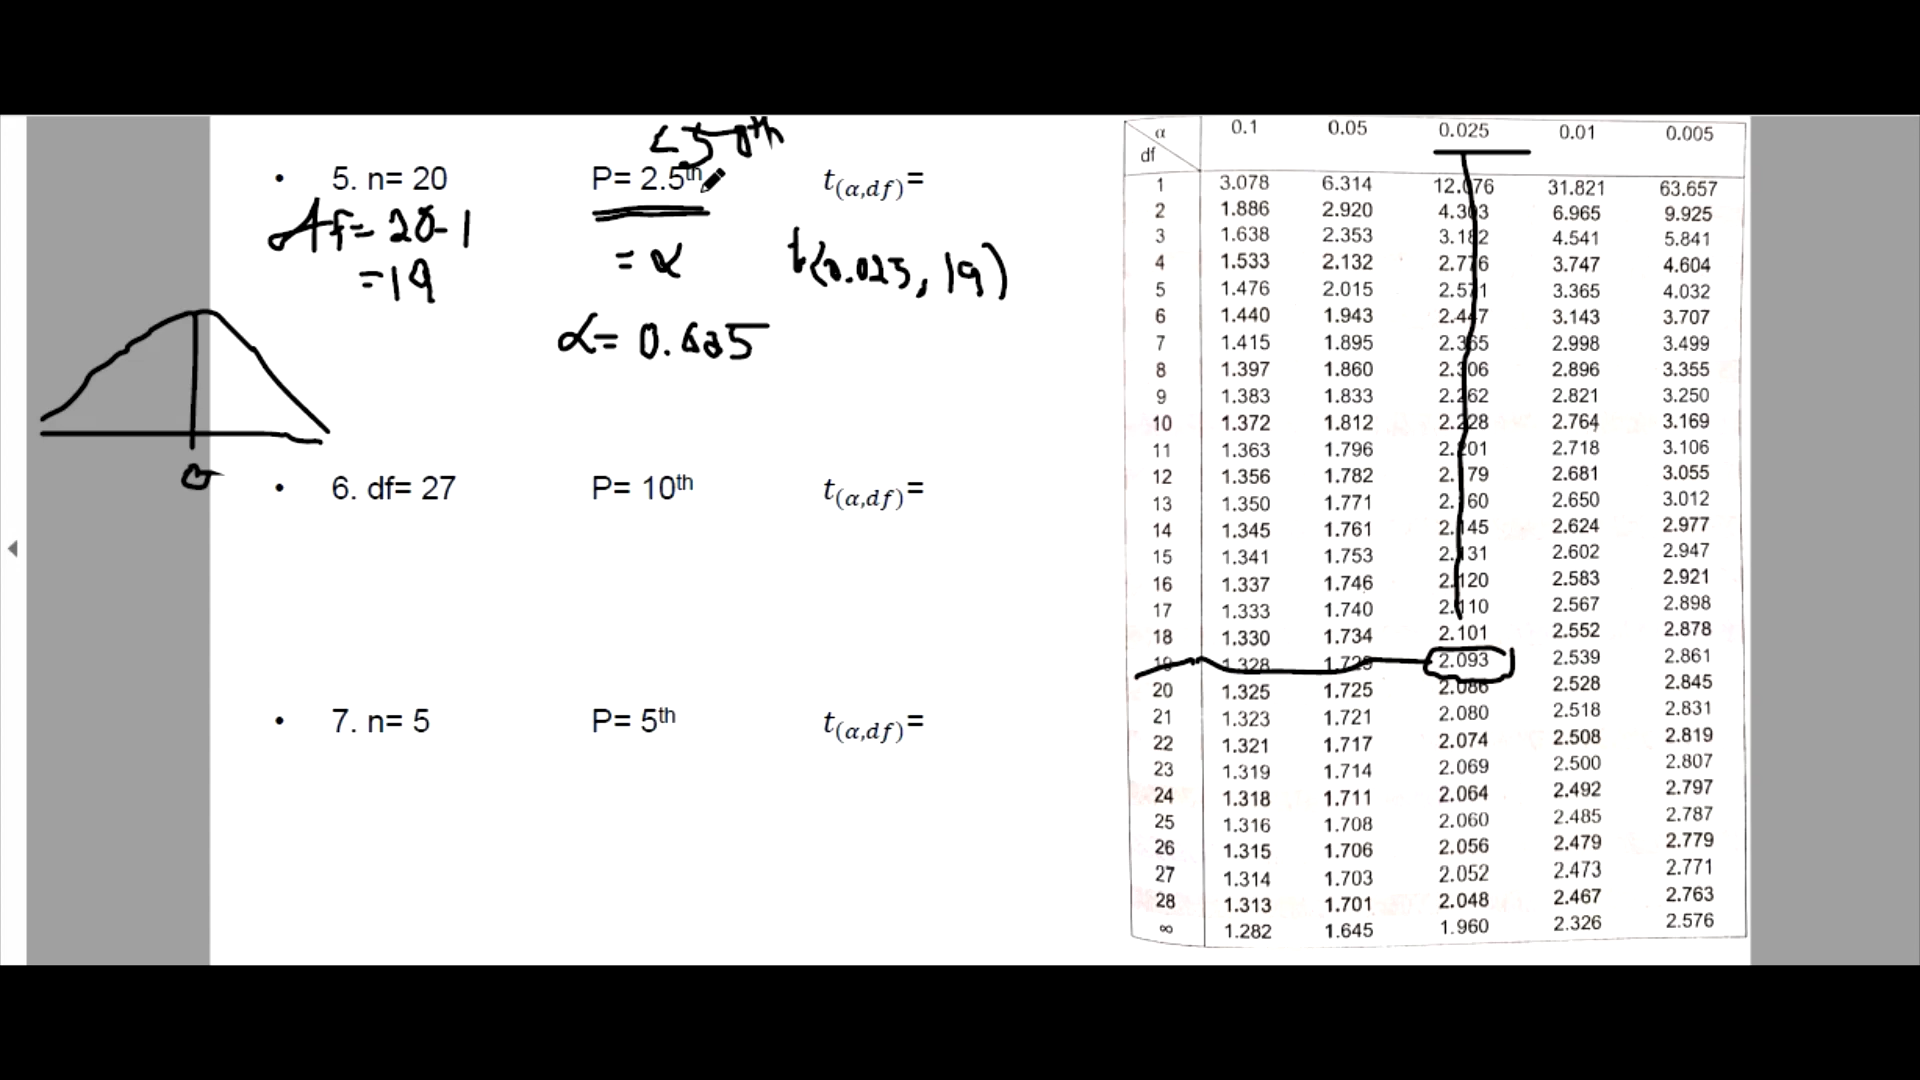 < 50th
• 5. n= 20 P= 2.5th t(α,df)=
df= 20-1
=19
= α
t(0.025, 19)
α= 0.025
• 6. df= 27 P= 10th t(α,df)=
• 7. n= 5 P= 5th t(α,df)=
α 0.1 0.05 0.025 0.01 0.005
df
1 3.078 6.314 12.076 31.821 63.657
2 1.886 2.920 4.303 6.965 9.925
3 1.638 2.353 3.182 4.541 5.841
4 1.533 2.132 2.776 3.747 4.604
5 1.476 2.015 2.571 3.365 4.032
6 1.440 1.943 2.447 3.143 3.707
7 1.415 1.895 2.365 2.998 3.499
8 1.397 1.860 2.306 2.896 3.355
9 1.383 1.833 2.262 2.821 3.250
10 1.372 1.812 2.228 2.764 3.169
11 1.363 1.796 2.201 2.718 3.106
12 1.356 1.782 2.179 2.681 3.055
13 1.350 1.771 2.160 2.650 3.012
14 1.345 1.761 2.145 2.624 2.977
15 1.341 1.753 2.131 2.602 2.947
16 1.337 1.746 2.120 2.583 2.921
17 1.333 1.740 2.110 2.567 2.898
18 1.330 1.734 2.101 2.552 2.878
19 1.328 1.729 2.093 2.539 2.861
20 1.325 1.725 2.086 2.528 2.845
21 1.323 1.721 2.080 2.518 2.831
22 1.321 1.717 2.074 2.508 2.819
23 1.319 1.714 2.069 2.500 2.807
24 1.318 1.711 2.064 2.492 2.797
25 1.316 1.708 2.060 2.485 2.787
26 1.315 1.706 2.056 2.479 2.779
27 1.314 1.703 2.052 2.473 2.771
28 1.313 1.701 2.048 2.467 2.763
∞ 1.282 1.645 1.960 2.326 2.576